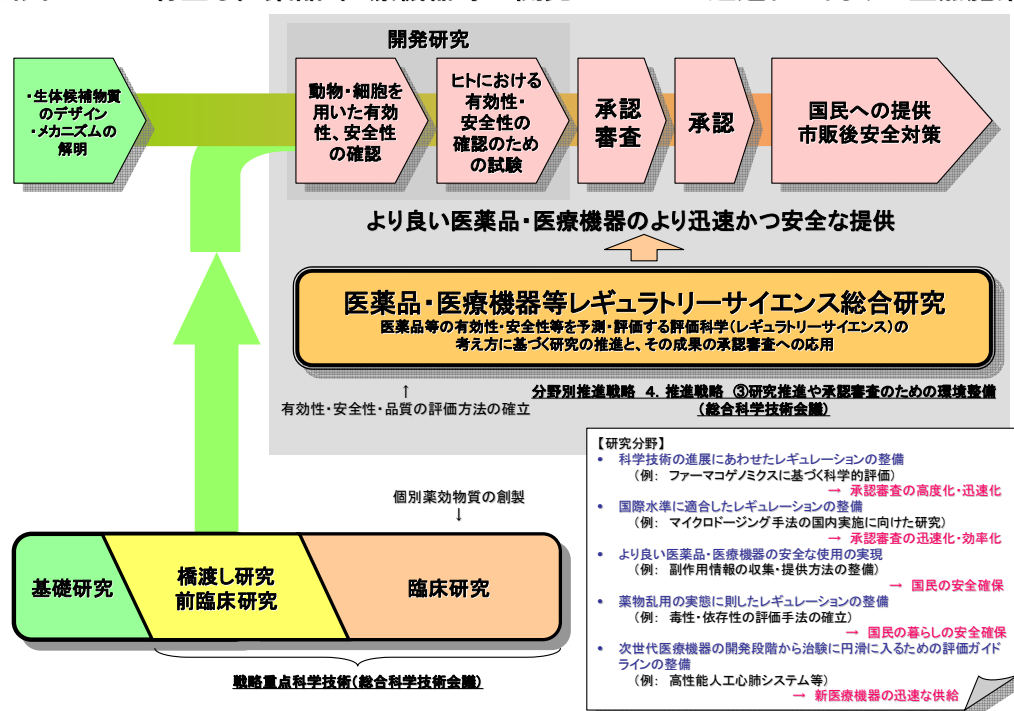 開発研究
・生体候補物質
のデザイン
・メカニズムの
解明
動物・細胞を
用いた有効
性、安全性
の確認
ヒトにおける
有効性・
安全性の
確認のため
の試験
承認
審査
承認
国民への提供
市販後安全対策
より良い医薬品・医療機器のより迅速かつ安全な提供
医薬品・医療機器等レギュラトリーサイエンス総合研究
医薬品等の有効性・安全性等を予測・評価する評価科学(レギュラトリーサイエンス)の
考え方に基づく研究の推進と、その成果の承認審査への応用
↑
有効性・安全性・品質の評価方法の確立
分野別推進戦略 4. 推進戦略 ③研究推進や承認審査のための環境整備
(総合科学技術会議)
個別薬効物質の創製
↓
基礎研究
橋渡し研究
前臨床研究
臨床研究
戦略重点科学技術(総合科学技術会議)
【研究分野】
• 科学技術の進展にあわせたレギュレーションの整備
(例: ファーマコゲノミクスに基づく科学的評価)
→ 承認審査の高度化・迅速化
• 国際水準に適合したレギュレーションの整備
(例: マイクロドージング手法の国内実施に向けた研究)
→ 承認審査の迅速化・効率化
• より良い医薬品・医療機器の安全な使用の実現
(例: 副作用情報の収集・提供方法の整備)
→ 国民の安全確保
• 薬物乱用の実態に則したレギュレーションの整備
(例: 毒性・依存性の評価手法の確立)
→ 国民の暮らしの安全確保
• 次世代医療機器の開発段階から治験に円滑に入るための評価ガイド
ラインの整備
(例: 高性能人工心肺システム等)
→ 新医療機器の迅速な供給